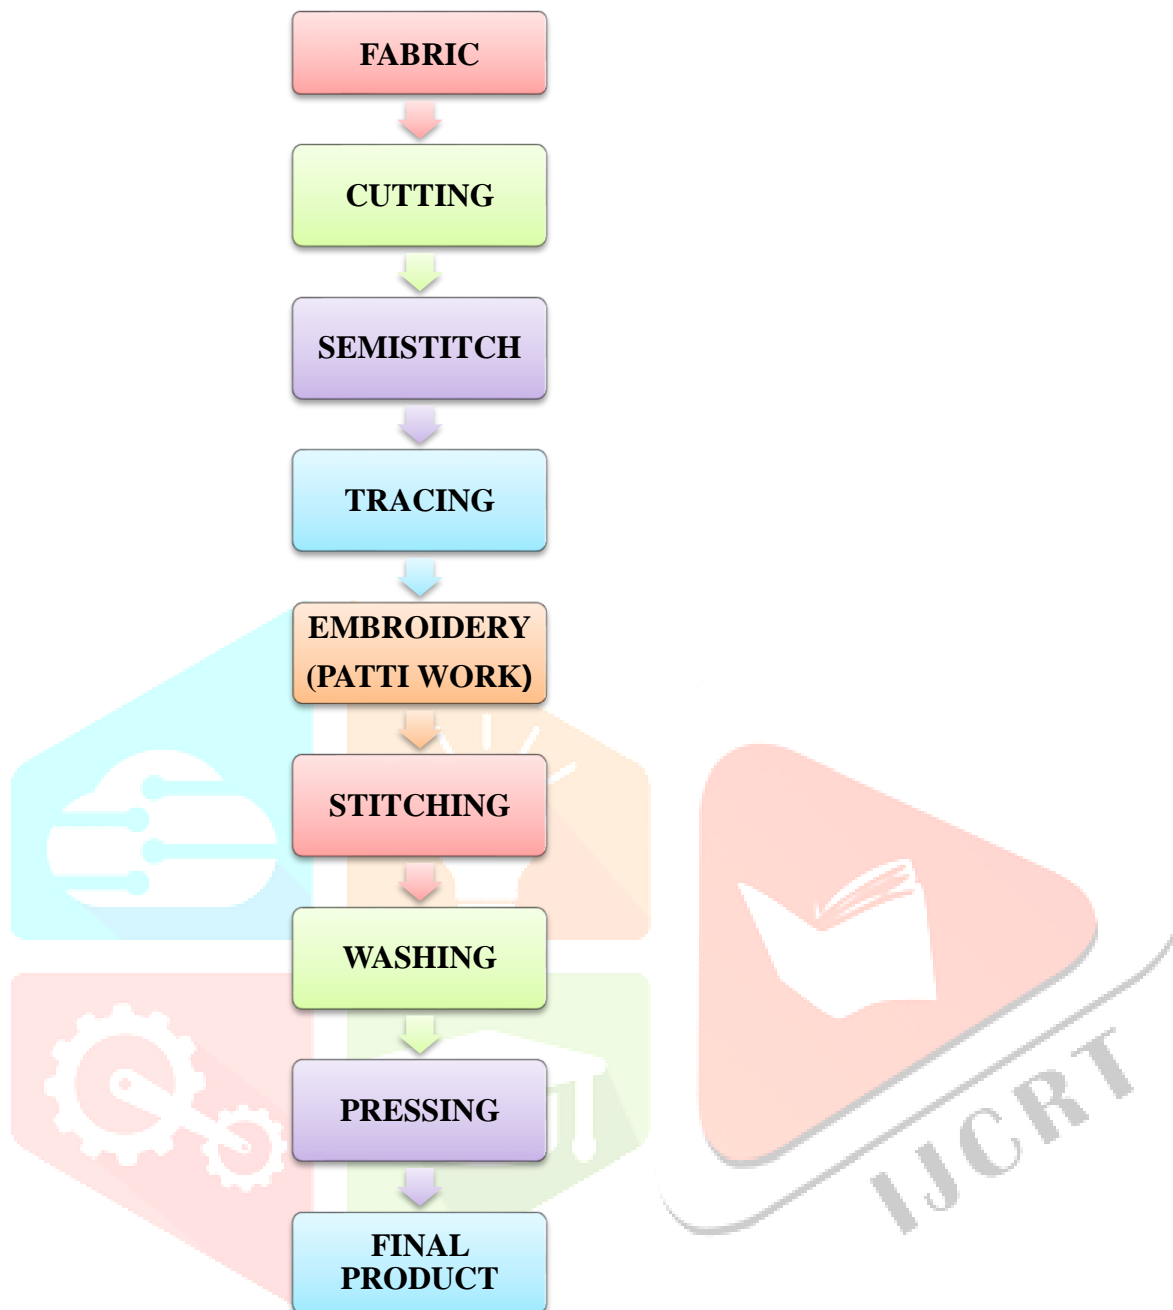 FABRIC
CUTTING
SEMISTITCH
TRACING
EMBROIDERY
(PATTI WORK)
STITCHING
WASHING
PRESSING
FINAL
PRODUCT
IJCRT